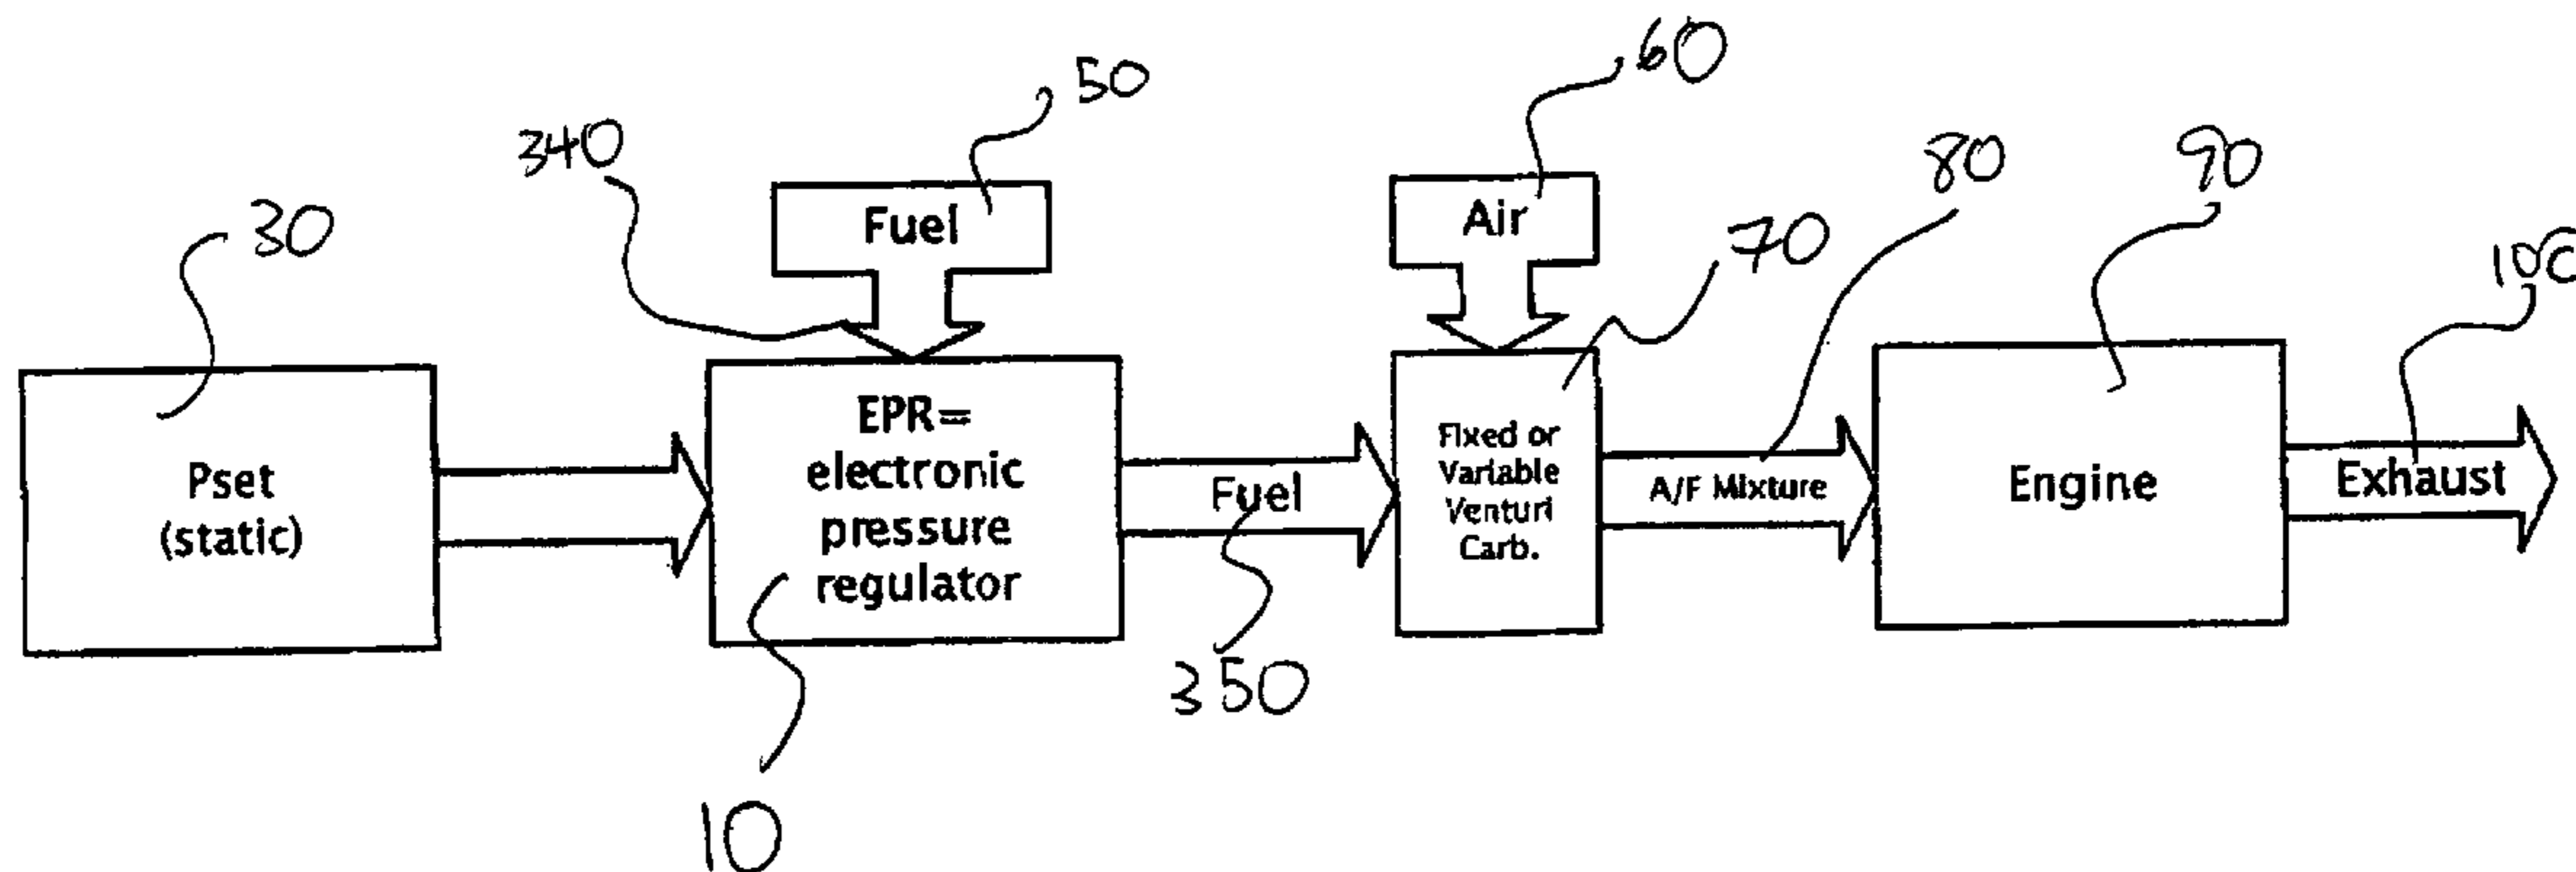 60
50
340
80
90
30
Fuel
Air
70
100
EPR=
electronic
pressure
regulator
Pset
(static)
Fuel
Fixed or
Variable
Venturi
Carb.
A/F Mixture
Engine
Exhaust
350
10